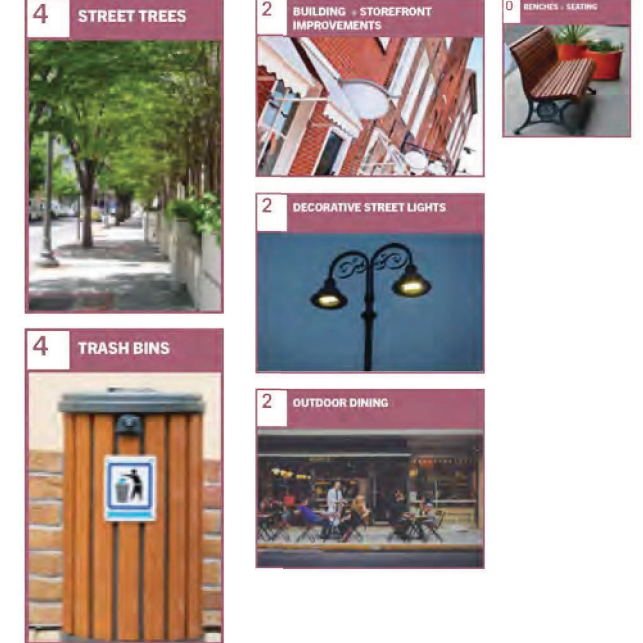 4 STREET TREES
2 BUILDING + STOREFRONT
IMPROVEMENTS
0 BENCHES + SEATING
2 DECORATIVE STREET LIGHTS
4 TRASH BINS
2 OUTDOOR DINING